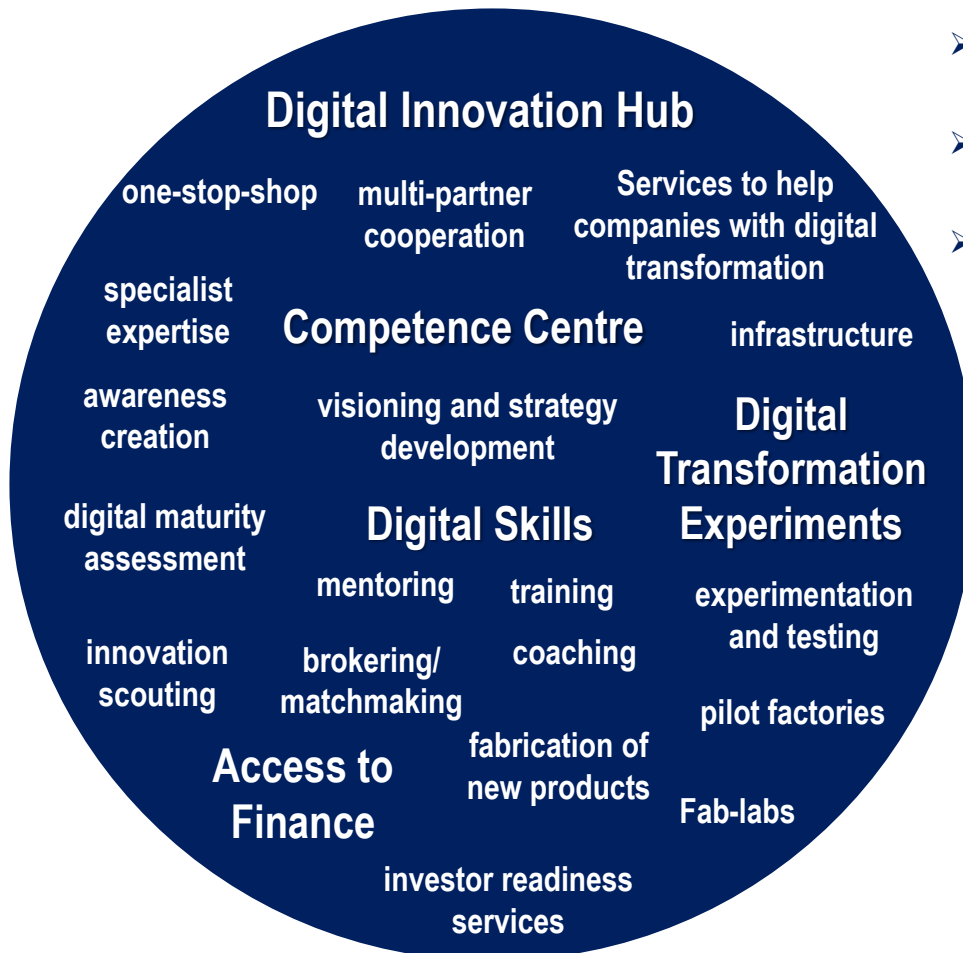 Digital Innovation Hub
one-stop-shop
multi-partner
cooperation
Services to help
companies with digital
transformation
specialist
expertise
Competence Centre
infrastructure
awareness
creation
visioning and strategy
development
Digital
Transformation
Experiments
digital maturity
assessment
Digital Skills
mentoring
training
experimentation
and testing
innovation
scouting
brokering/
matchmaking
coaching
pilot factories
Access to
Finance
fabrication of
new products
Fab-labs
investor readiness
services